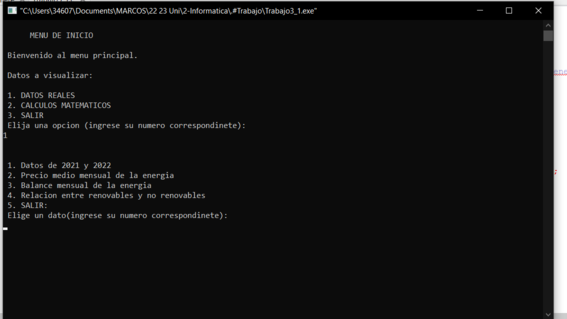 "C:\Users\34607\Documents\MARCOS\22 23 Uni\2-Informatica\.#Trabajo\Trabajo3_1.exe"
MENU DE INICIO
Bienvenido al menu principal.
Datos a visualizar:
1. DATOS REALES
2. CALCULOS MATEMATICOS
3. SALIR
Elija una opcion (ingrese su numero correspondinete):
1
1. Datos de 2021 y 2022
2. Precio medio mensual de la energia
3. Balance mensual de la energia
4. Relacion entre renovables y no renovables
5. SALIR:
Elige un dato(ingrese su numero correspondinete):